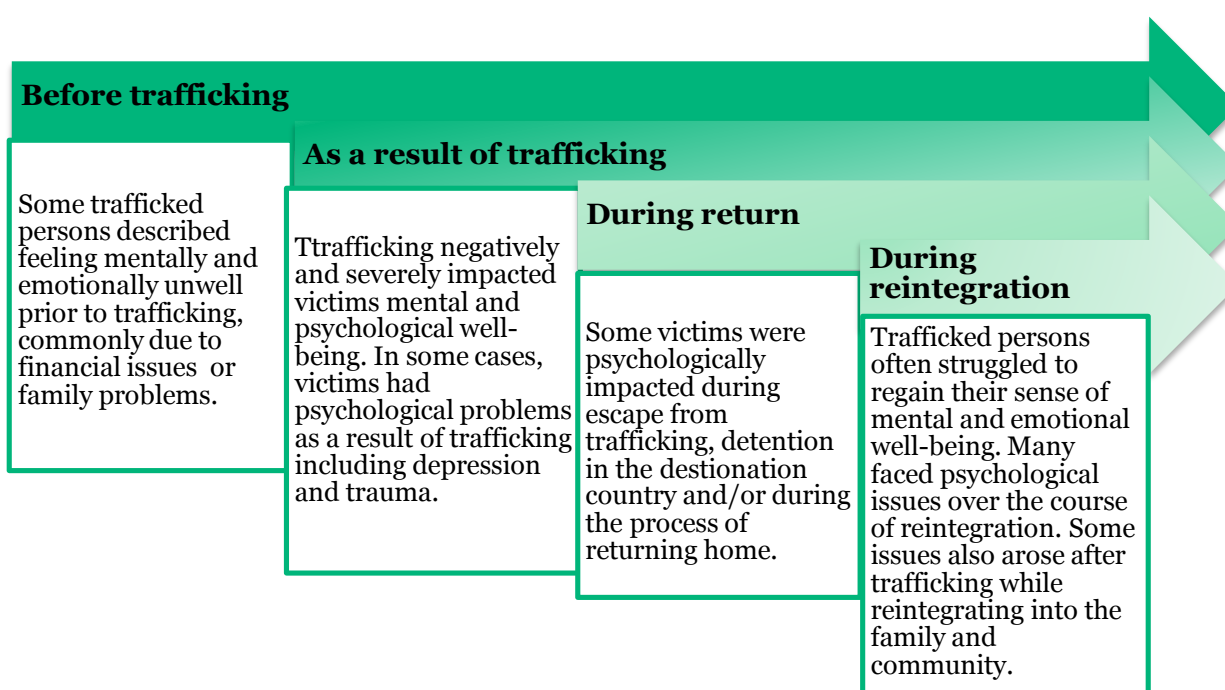 Before trafficking
Some trafficked
persons described
feeling mentally and
emotionally unwell
prior to trafficking,
commonly due to
financial issues  or
family problems.
As a result of trafficking
Ttrafficking negatively
and severely impacted
victims mental and
psychological well-
being. In some cases,
victims had
psychological problems
as a result of trafficking
including depression
and trauma.
During return
Some victims were
psychologically
impacted during
escape from
trafficking, detention
in the destionation
country and/or during
the process of
returning home.
During
reintegration
Trafficked persons
often struggled to
regain their sense of
mental and emotional
well-being. Many
faced psychological
issues over the course
of reintegration. Some
issues also arose after
trafficking while
reintegrating into the
family and
community.